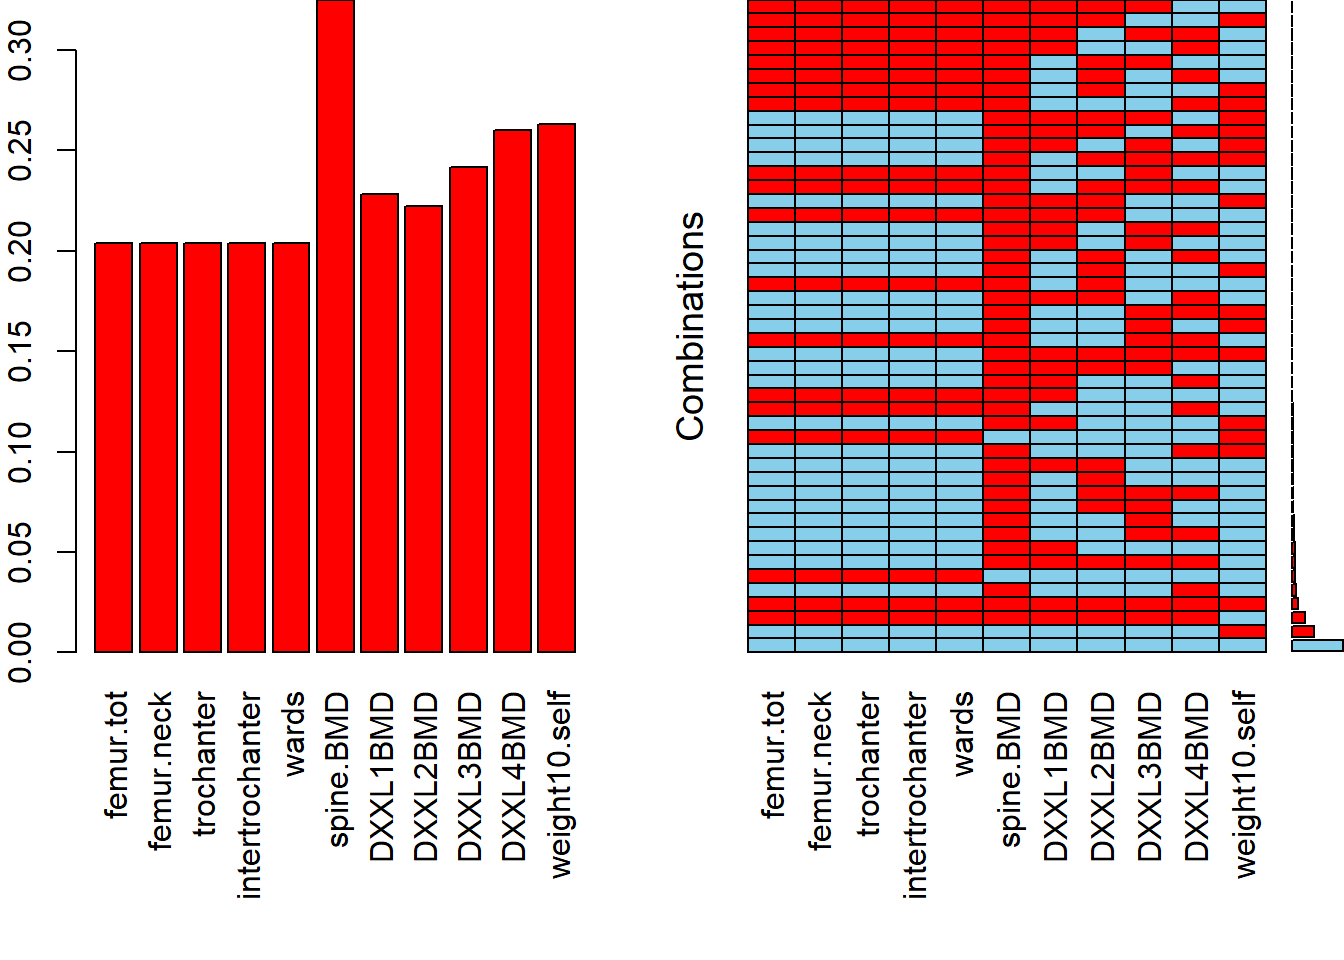 0.30
0.25
0.20
0.15
0.10
0.05
0.00
femur.tot
femur.neck
trochanter
intertrochanter
wards
spine.BMD
DXXL1BMD
DXXL2BMD
DXXL3BMD
DXXL4BMD
weight10.self
Combinations
femur.tot
femur.neck
trochanter
intertrochanter
wards
spine.BMD
DXXL1BMD
DXXL2BMD
DXXL3BMD
DXXL4BMD
weight10.self